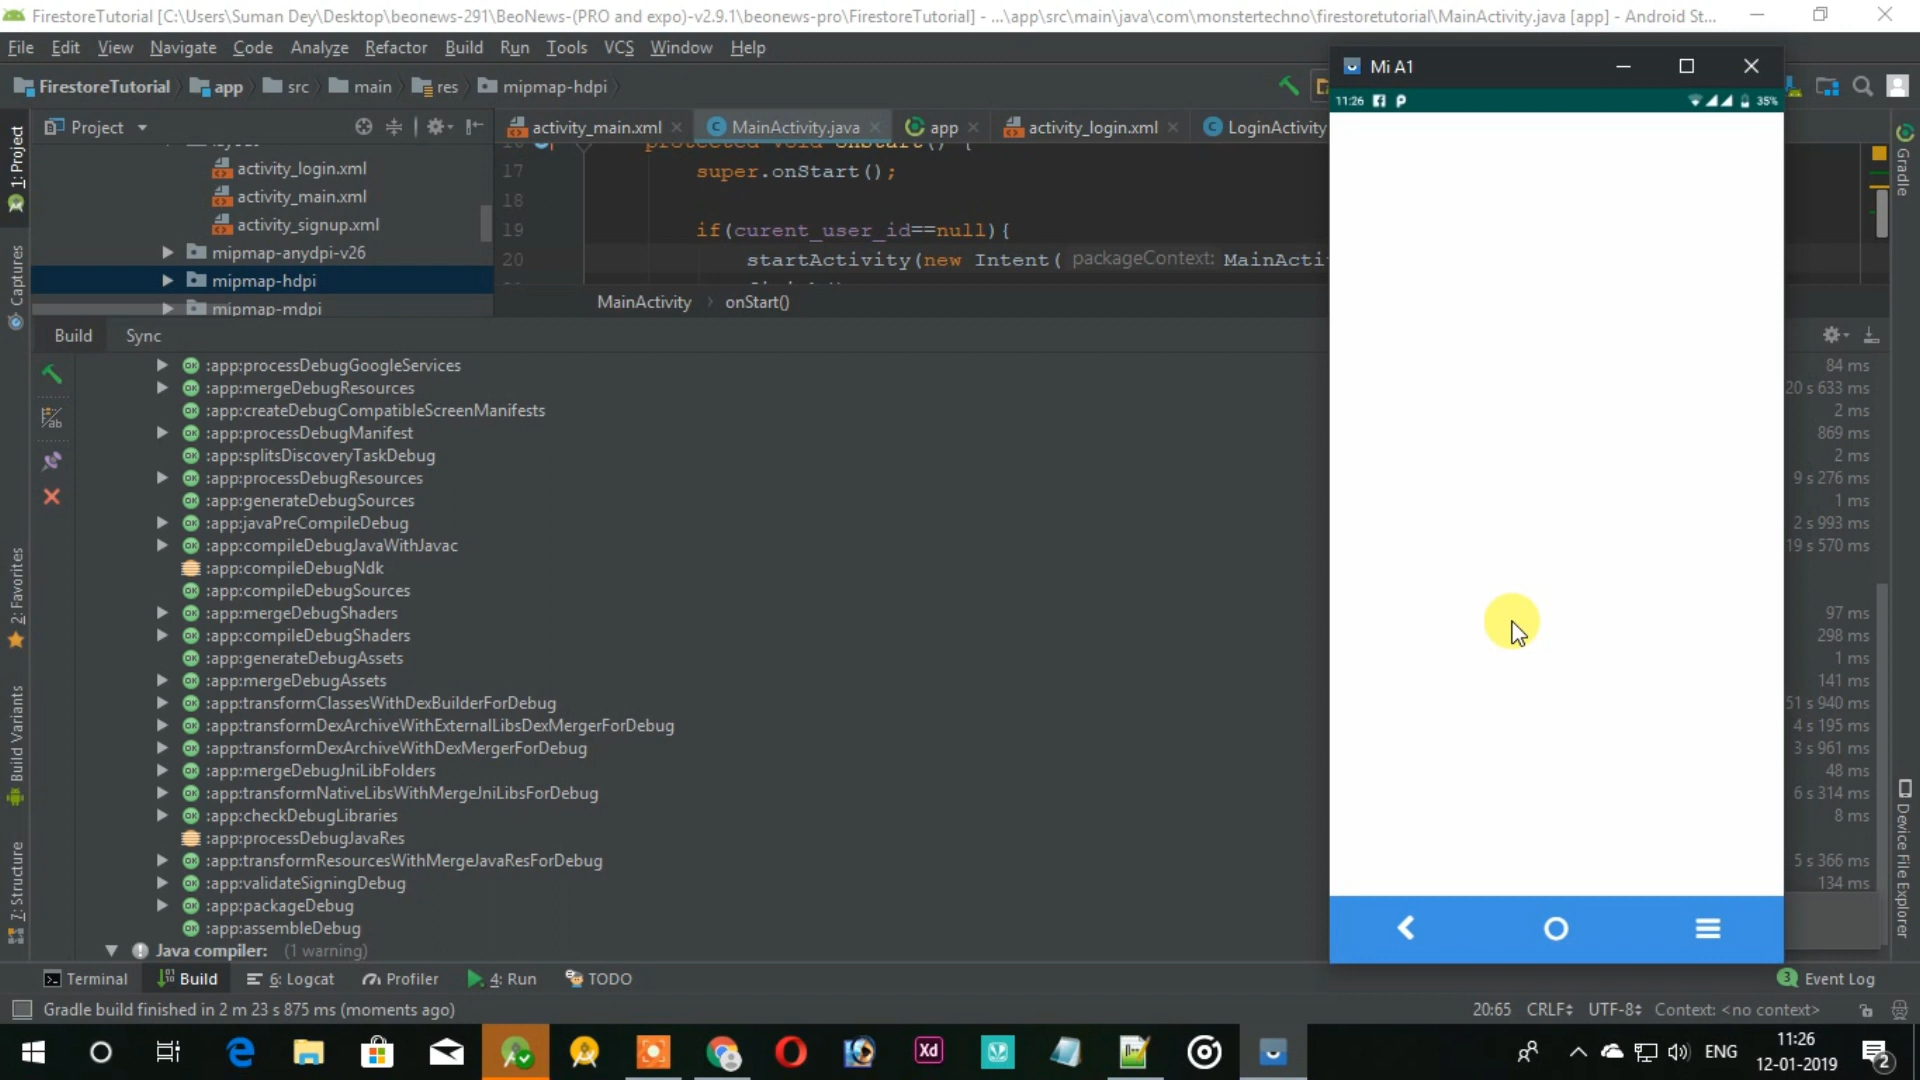 FirestoreTutorial [C:\Users\Suman Dey\Desktop\beonews-291\BeoNews-(PRO and expo)-v2.9.1\beonews-pro\FirestoreTutorial] - ...\app\src\main\java\com\monstertechno\firestoretutorial\MainActivity.java [app] - Android St...
File Edit View Navigate Code Analyze Refactor Build Run Tools VCS Window Help
Mi A1
FirestoreTutorial app src main res mipmap-hdpi
11:26 35%
Project
activity_main.xml MainActivity.java app activity_login.xml LoginActivity
1: Project
Captures
2: Favorites
Build Variants
7: Structure
Gradle
Device File Explorer
activity_login.xml
activity_main.xml
activity_signup.xml
mipmap-anydpi-v26
mipmap-hdpi
mipmap-mdpi
protected void onStart() {
17 super.onStart();
18
19 if(curent_user_id==null){
20 startActivity(new Intent( packageContext: MainActi
MainActivity onStart()
Build Sync
:app:processDebugGoogleServices 84 ms
:app:mergeDebugResources 20 s 633 ms
:app:createDebugCompatibleScreenManifests 2 ms
:app:processDebugManifest 869 ms
:app:splitsDiscoveryTaskDebug 2 ms
:app:processDebugResources 9 s 276 ms
:app:generateDebugSources 1 ms
:app:javaPreCompileDebug 2 s 993 ms
:app:compileDebugJavaWithJavac 19 s 570 ms
:app:compileDebugNdk
:app:compileDebugSources
:app:mergeDebugShaders 97 ms
:app:compileDebugShaders 298 ms
:app:generateDebugAssets 1 ms
:app:mergeDebugAssets 141 ms
:app:transformClassesWithDexBuilderForDebug 51 s 940 ms
:app:transformDexArchiveWithExternalLibsDexMergerForDebug 4 s 195 ms
:app:transformDexArchiveWithDexMergerForDebug 3 s 961 ms
:app:mergeDebugJniLibFolders 48 ms
:app:transformNativeLibsWithMergeJniLibsForDebug 6 s 314 ms
:app:checkDebugLibraries 8 ms
:app:processDebugJavaRes
:app:transformResourcesWithMergeJavaResForDebug 5 s 366 ms
:app:validateSigningDebug 134 ms
:app:packageDebug
:app:assembleDebug
Java compiler: (1 warning)
Terminal Build 6: Logcat Profiler 4: Run TODO 3 Event Log
Gradle build finished in 2 m 23 s 875 ms (moments ago) 20:65 CRLF UTF-8 Context: <no context>
Xd
ENG
11:26
12-01-2019
2